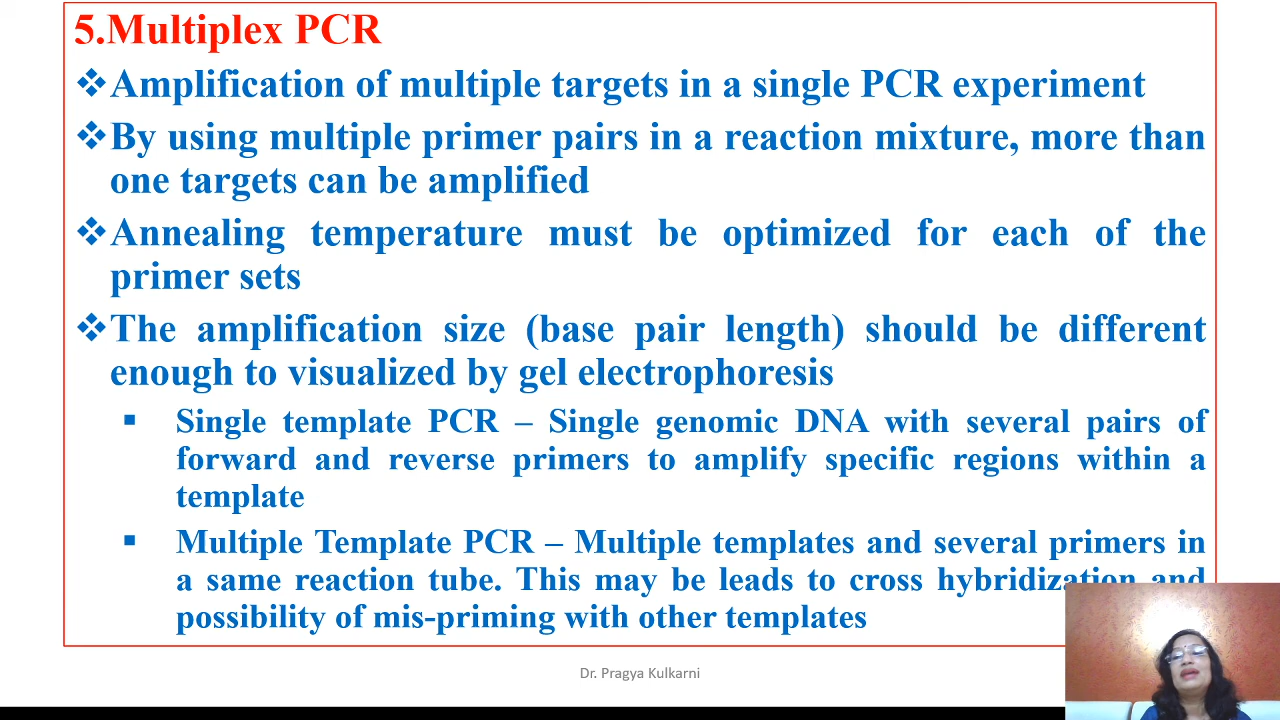 5.Multiplex PCR
❖Amplification of multiple targets in a single PCR experiment
❖By using multiple primer pairs in a reaction mixture, more than
one targets can be amplified
❖Annealing temperature must be optimized for each of the
primer sets
❖The amplification size (base pair length) should be different
enough to visualized by gel electrophoresis
▪ Single template PCR – Single genomic DNA with several pairs of
forward and reverse primers to amplify specific regions within a
template
▪ Multiple Template PCR – Multiple templates and several primers in
a same reaction tube. This may be leads to cross hybridization and
possibility of mis-priming with other templates
Dr. Pragya Kulkarni